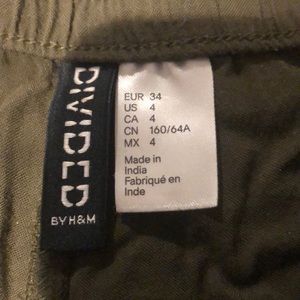 DIVIDED
BY H&M
EUR 34
US 4
CA 4
CN 160/64A
MX 4
Made in
India
Fabriqué en
Inde